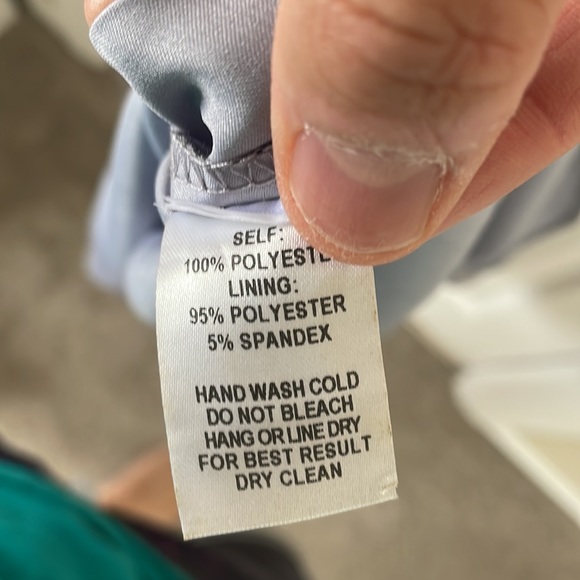 SELF:
100% POLYESTE
LINING:
95% POLYESTER
5% SPANDEX
HAND WASH COLD
DO NOT BLEACH
HANG OR LINE DRY
FOR BEST RESULT
DRY CLEAN